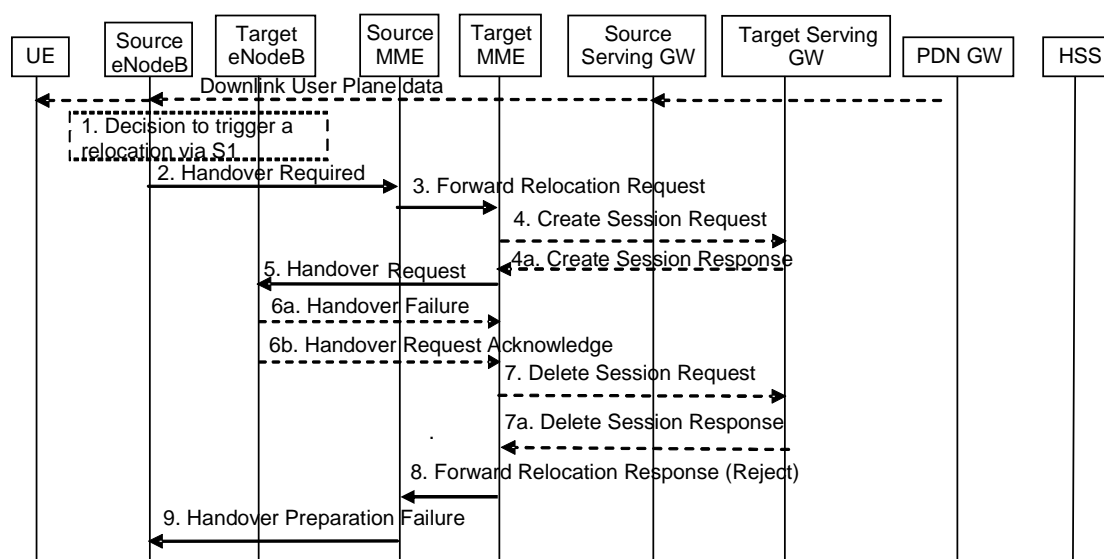 UE
Source
eNodeB
Target
eNodeB
Source
MME
Target
MME
Source
Serving GW
Target Serving
GW
PDN GW
HSS
Downlink User Plane data
1. Decision to trigger a
relocation via S1
2. Handover Required
3. Forward Relocation Request
4. Create Session Request
4a. Create Session Response
5. Handover Request
6a. Handover Failure
6b. Handover Request Acknowledge
7. Delete Session Request
7a. Delete Session Response
.
8. Forward Relocation Response (Reject)
9. Handover Preparation Failure